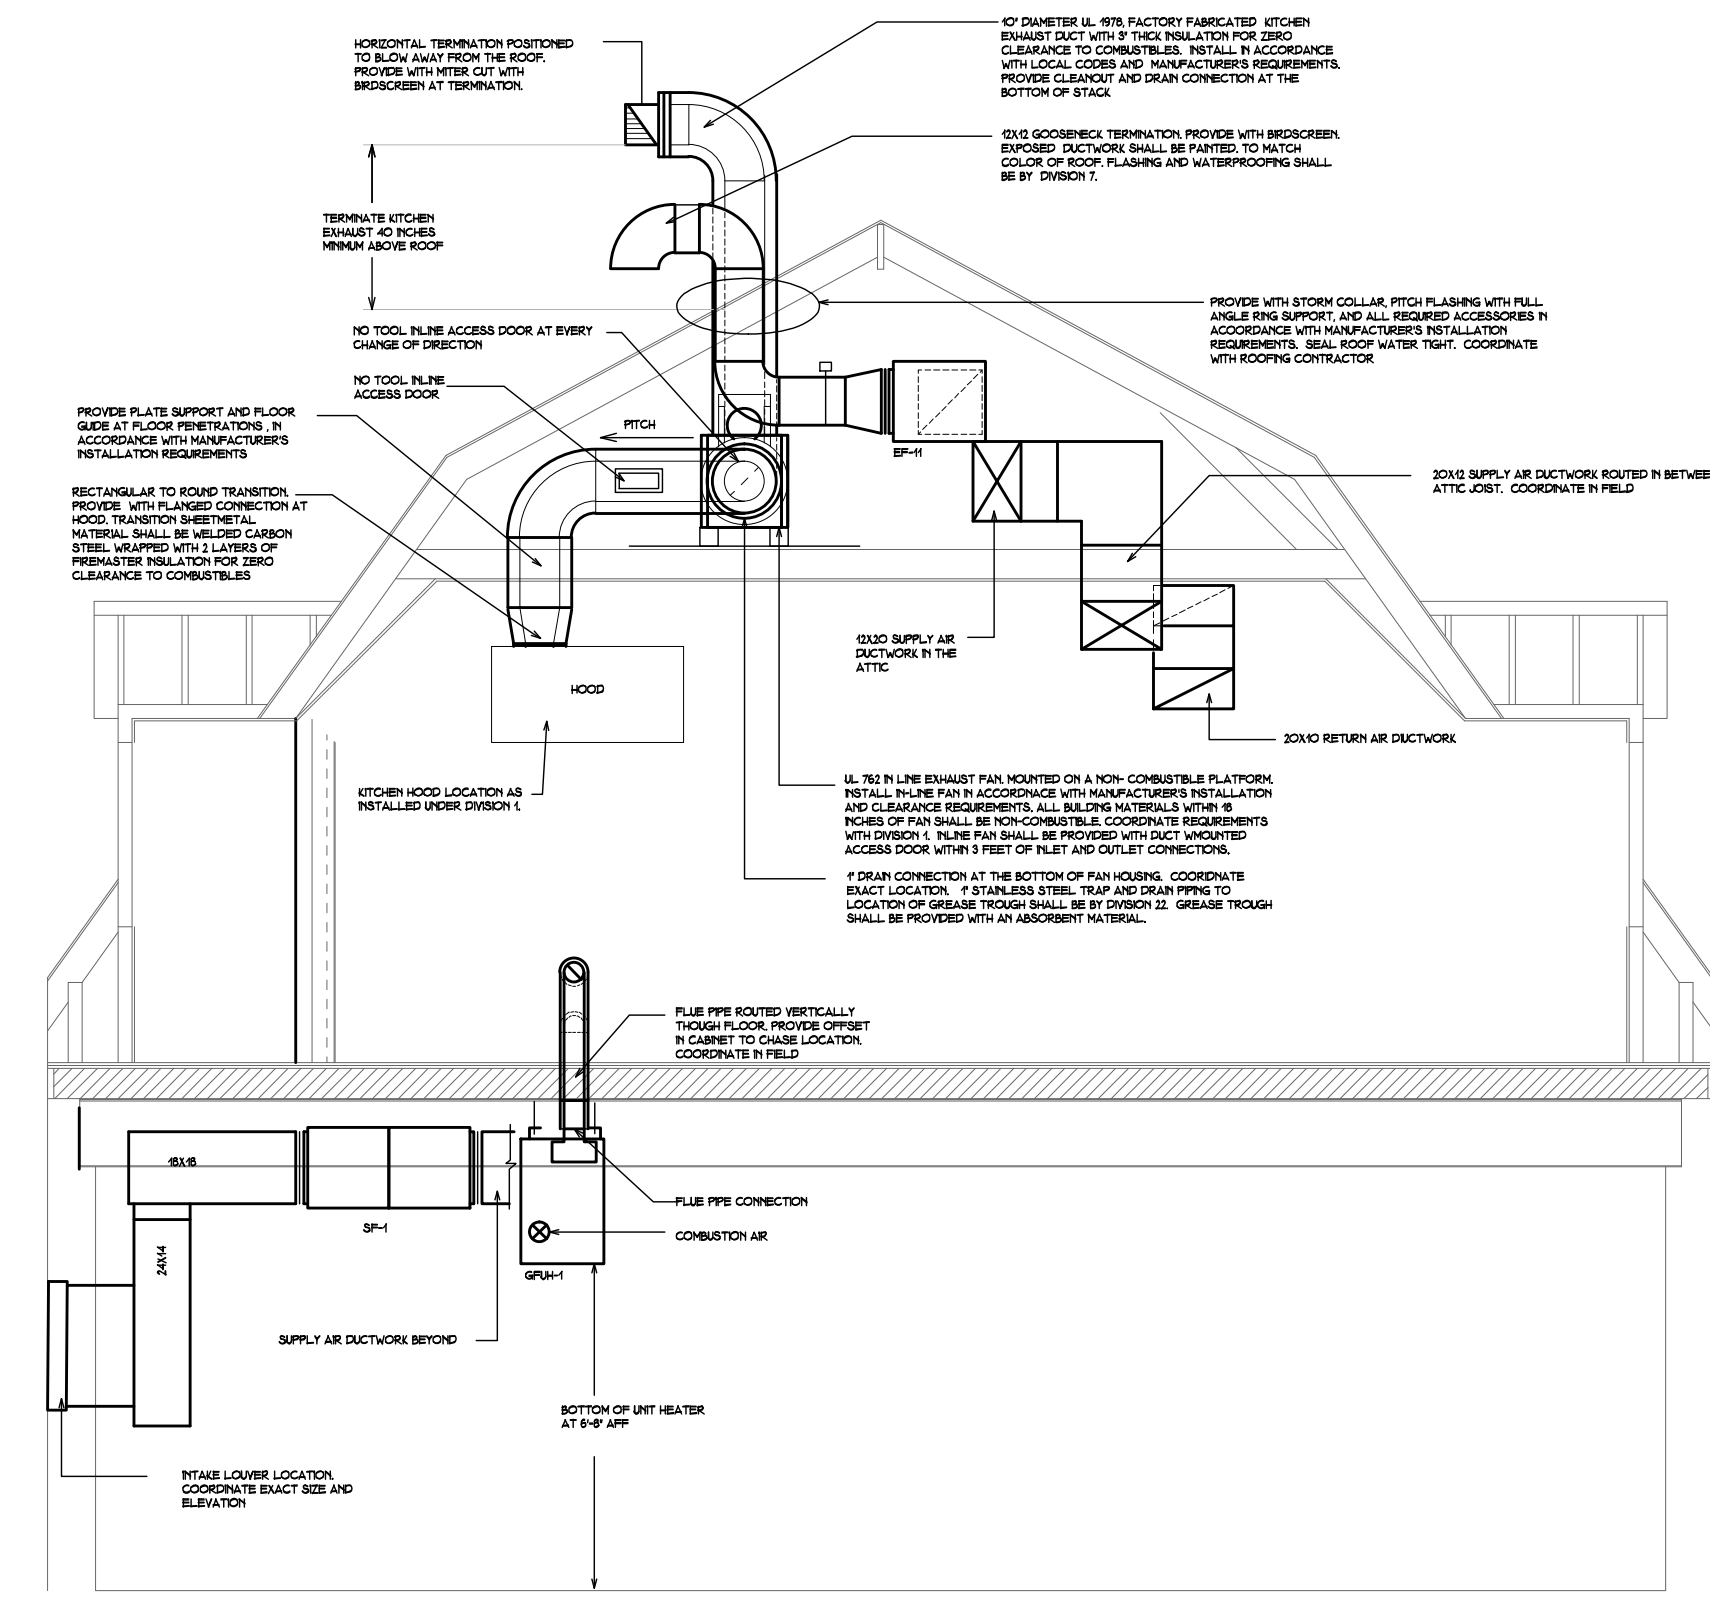 HORIZONTAL TERMINATION POSITIONED
TO BLOW AWAY FROM THE ROOF.
PROVIDE WITH MITER CUT WITH
BIRDSCREEN AT TERMINATION.
10" DIAMETER UL 1978, FACTORY FABRICATED KITCHEN
EXHAUST DUCT WITH 3" THICK INSULATION FOR ZERO
CLEARANCE TO COMBUSTIBLES. INSTALL IN ACCORDANCE
WITH LOCAL CODES AND MANUFACTURER'S REQUIREMENTS.
PROVIDE CLEANOUT AND DRAIN CONNECTION AT THE
BOTTOM OF STACK
12X12 GOOSENECK TERMINATION. PROVIDE WITH BIRDSCREEN.
EXPOSED DUCTWORK SHALL BE PAINTED. TO MATCH
COLOR OF ROOF. FLASHING AND WATERPROOFING SHALL
BE BY DIVISION 7.
TERMINATE KITCHEN
EXHAUST 40 INCHES
MINIMUM ABOVE ROOF
PROVIDE WITH STORM COLLAR, PITCH FLASHING WITH FULL
ANGLE RING SUPPORT, AND ALL REQUIRED ACCESSORIES IN
ACOORDANCE WITH MANUFACTURER'S INSTALLATION
REQUIREMENTS. SEAL ROOF WATER TIGHT. COORDINATE
WITH ROOFING CONTRACTOR
NO TOOL INLINE ACCESS DOOR AT EVERY
CHANGE OF DIRECTION
NO TOOL INLINE
ACCESS DOOR
PROVIDE PLATE SUPPORT AND FLOOR
GUIDE AT FLOOR PENETRATIONS , IN
ACCORDANCE WITH MANUFACTURER'S
INSTALLATION REQUIREMENTS
PITCH
EF-11
20X12 SUPPLY AIR DUCTWORK ROUTED IN BETWEE
ATTIC JOIST. COORDINATE IN FIELD
RECTANGULAR TO ROUND TRANSITION.
PROVIDE WITH FLANGED CONNECTION AT
HOOD. TRANSITION SHEETMETAL
MATERIAL SHALL BE WELDED CARBON
STEEL WRAPPED WITH 2 LAYERS OF
FIREMASTER INSULATION FOR ZERO
CLEARANCE TO COMBUSTIBLES
12X20 SUPPLY AIR
DUCTWORK IN THE
ATTIC
HOOD
20X10 RETURN AIR DUCTWORK
KITCHEN HOOD LOCATION AS
INSTALLED UNDER DIVISION 1.
UL 762 IN LINE EXHAUST FAN. MOUNTED ON A NON- COMBUSTIBLE PLATFORM.
INSTALL IN-LINE FAN IN ACCORDNACE WITH MANUFACTURER'S INSTALLATION
AND CLEARANCE REQUIREMENTS. ALL BUILDING MATERIALS WITHIN 18
INCHES OF FAN SHALL BE NON-COMBUSTIBLE. COORDINATE REQUIREMENTS
WITH DIVISION 1. INLINE FAN SHALL BE PROVIDED WITH DUCT WMOUNTED
ACCESS DOOR WITHIN 3 FEET OF INLET AND OUTLET CONNECTIONS.
1" DRAIN CONNECTION AT THE BOTTOM OF FAN HOUSING. COORIDNATE
EXACT LOCATION. 1" STAINLESS STEEL TRAP AND DRAIN PIPING TO
LOCATION OF GREASE TROUGH SHALL BE BY DIVISION 22. GREASE TROUGH
SHALL BE PROVIDED WITH AN ABSORBENT MATERIAL.
FLUE PIPE ROUTED VERTICALLY
THOUGH FLOOR. PROVIDE OFFSET
IN CABINET TO CHASE LOCATION.
COORDINATE IN FIELD
18X18
SF-1
FLUE PIPE CONNECTION
COMBUSTION AIR
24X14
GFUH-1
SUPPLY AIR DUCTWORK BEYOND
BOTTOM OF UNIT HEATER
AT 6'-8" AFF
INTAKE LOUVER LOCATION.
COORDINATE EXACT SIZE AND
ELEVATION